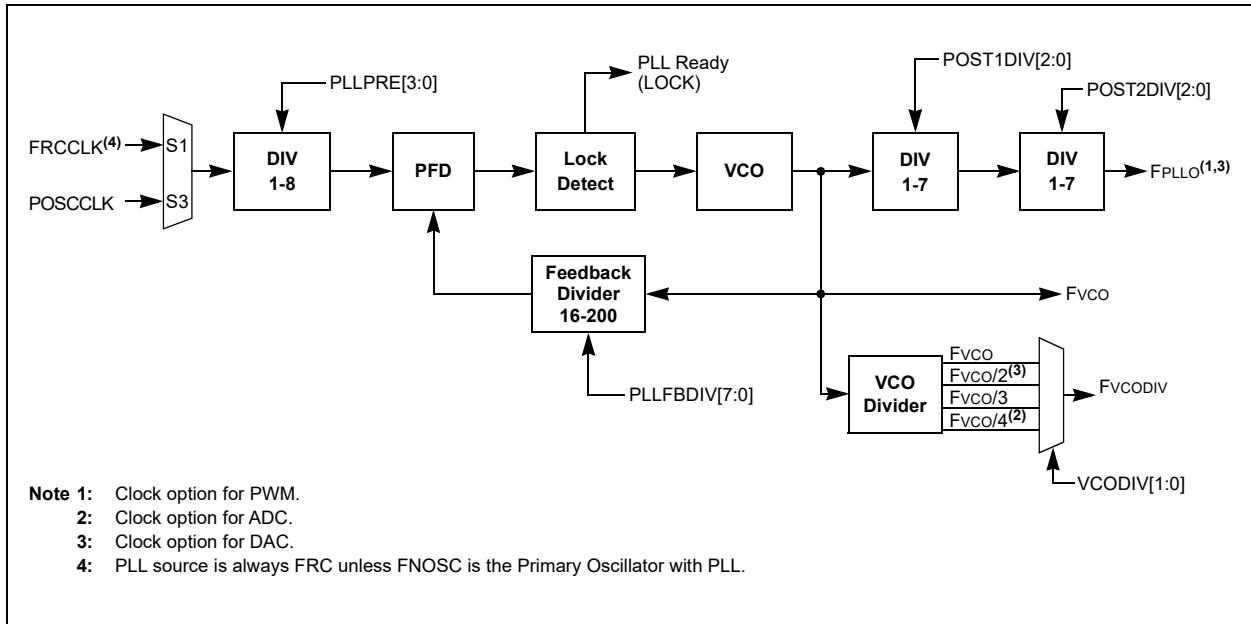 PLLPRE[3:0]
PLL Ready
(LOCK)
POST1DIV[2:0]
POST2DIV[2:0]
FRCCLK(4)
S1
POSCCLK
S3
DIV
1-8
PFD
Lock
Detect
VCO
DIV
1-7
DIV
1-7
FPLLO(1,3)
Feedback
Divider
16-200
FVCO
PLLFBDIV[7:0]
VCO
Divider
FVCO
FVCO/2(3)
FVCO/3
FVCO/4(2)
FVCODIV
VCODIV[1:0]
Note 1: Clock option for PWM.
2: Clock option for ADC.
3: Clock option for DAC.
4: PLL source is always FRC unless FNOSC is the Primary Oscillator with PLL.